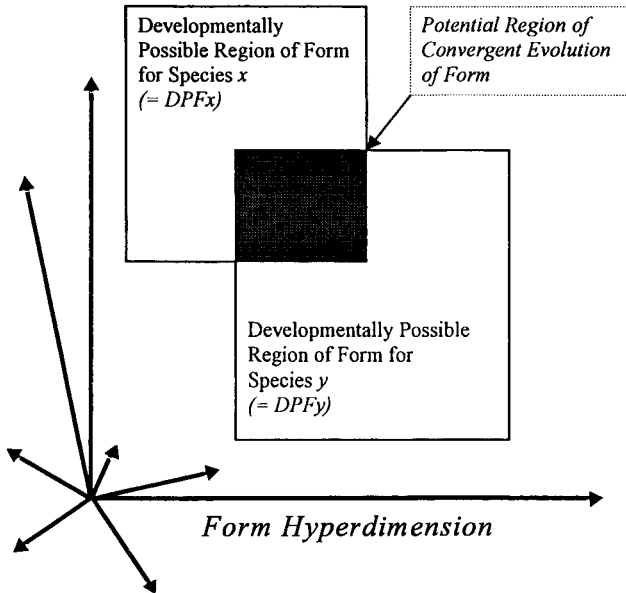 Developmentally
Possible Region of Form
for Species x
(= DPFx)
Potential Region of
Convergent Evolution
of Form
Developmentally Possible
Region of Form for
Species y
(= DPFy)
Form Hyperdimension